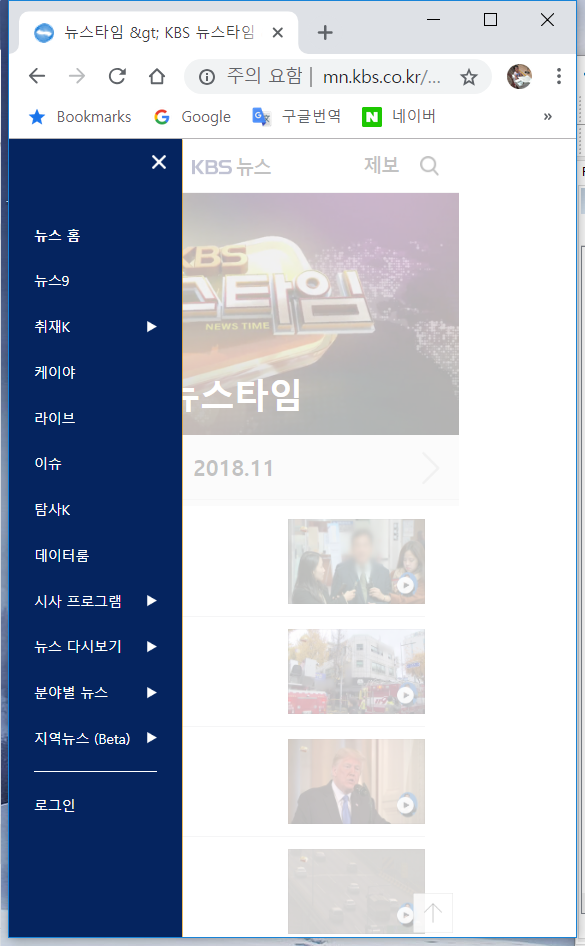 뉴스타임 &gt; KBS 뉴스타임
주의 요함 | mn.kbs.co.kr/...
Bookmarks Google 구글번역 네이버 »
KBS 뉴스 제보
뉴스 홈
뉴스9
취재K
케이야
라이브
이슈
탐사K
데이터룸
시사 프로그램
뉴스 다시보기
분야별 뉴스
지역뉴스 (Beta)
로그인
KBS
스타임
NEWS TIME
뉴스타임
2018.11